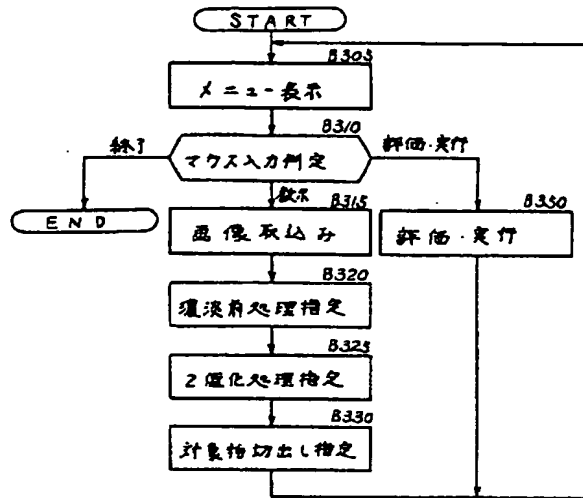 START
B305
メニュー表示
B310
終了
マウス入力判定
評価・実行
教示
END
B315
画像取込み
B350
評価・実行
B320
濃淡前処理指定
B325
2値化処理指定
B330
対象物切出し指定